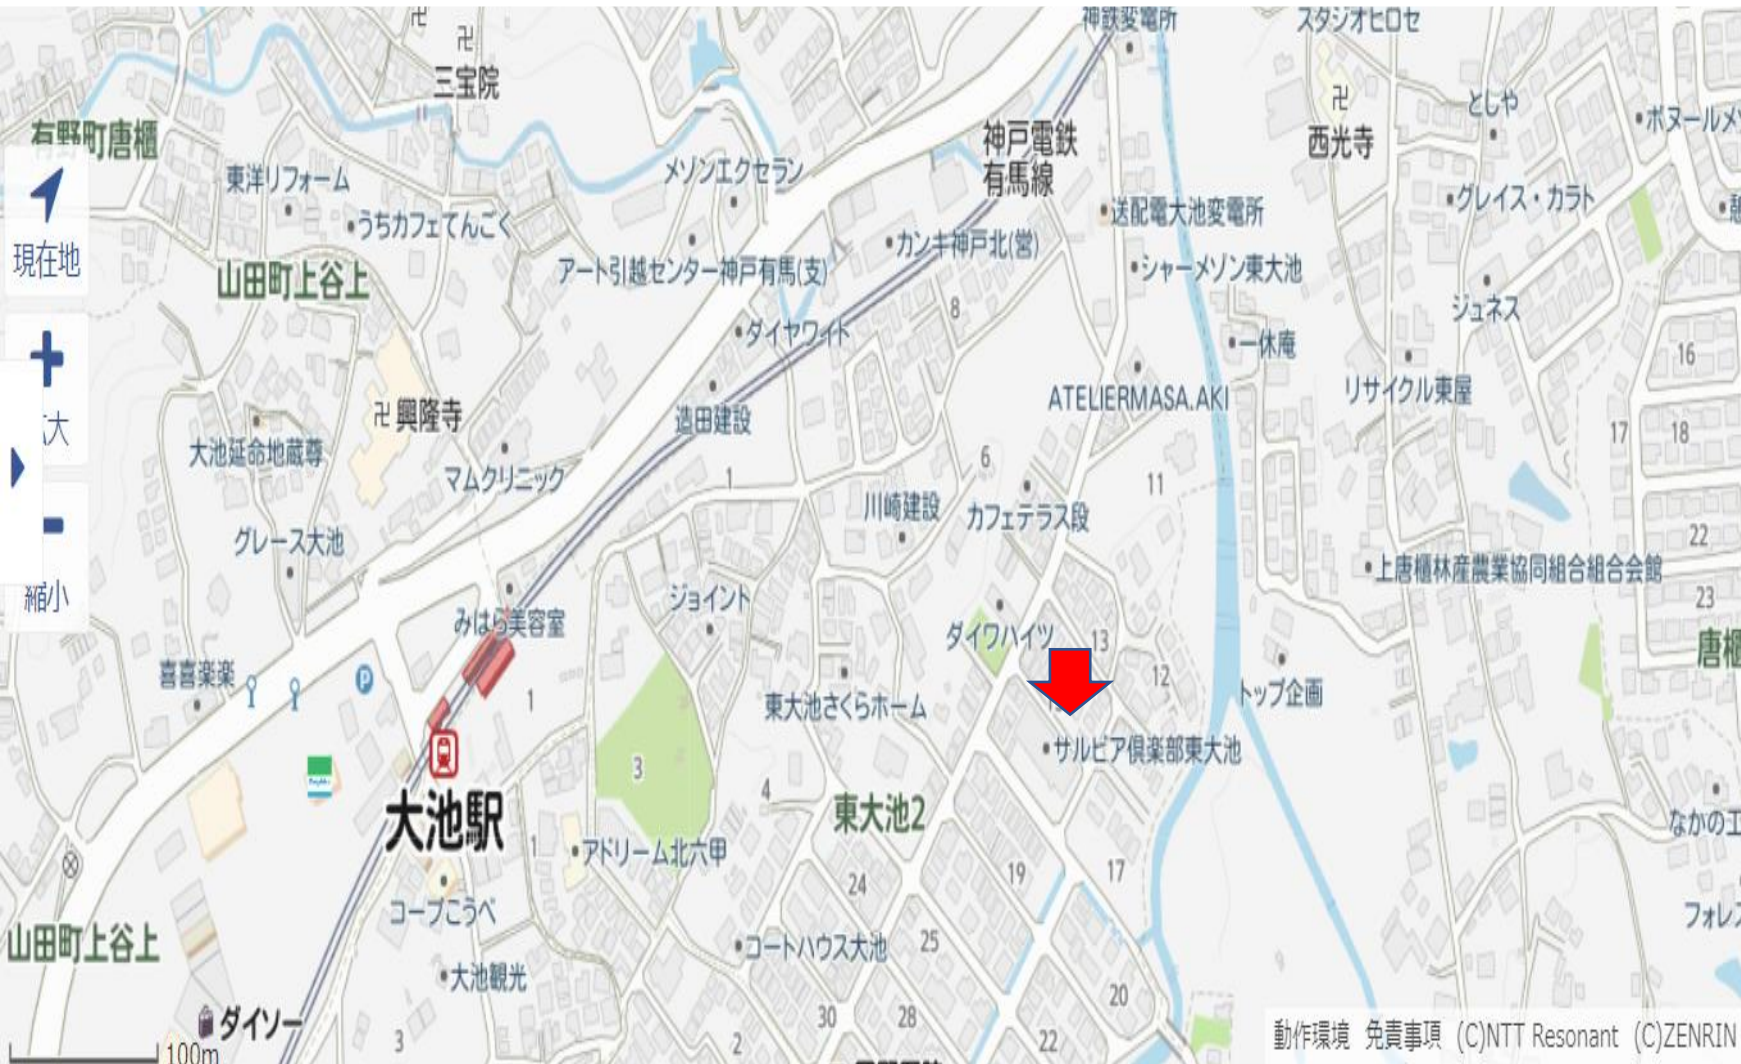 卍
卍
三宝院
神鉄変電所
スタジオヒロセ
有野町唐櫃
東洋リフォーム
うちカフェてんごく
メゾンエクセラン
神戸電鉄
有馬線
卍
西光寺
としや
ボヌールメゾ
グレイス・カラト
送配電大池変電所
現在地
山田町上谷上
アート引越センター神戸有馬(支)
カンキ神戸北(営)
シャーメゾン東大池
ジュネス
8
ダイヤワイト
一休庵
16
ATELIERMASA.AKI
リサイクル東屋
卍 興隆寺
造田建設
大池延命地蔵尊
マムクリニック
17
18
1
6
11
川崎建設
カフェテラス段
グレース大池
22
上唐櫃林産農業協同組合組合会館
縮小
みはら美容室
ジョイント
ダイワハイツ
13
23
唐櫃
喜喜楽楽
P
1
東大池さくらホーム
12
トップ企画
サルビア倶楽部東大池
3
4
大池駅
東大池2
1
アドリーム北六甲
なかの工
コープこうべ
24
19
17
フォレス
山田町上谷上
大池観光
コートハウス大池
25
9
ダイソー
3
2
30
28
20
22
100m
動作環境 免責事項 (C)NTT Resonant (C)ZENRIN